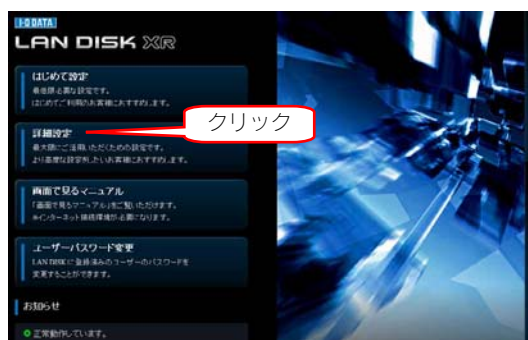 I-O DATA
LAN DISK XR
はじめて設定
最低限必要な設定です。
はじめてご利用のお客様におすすめします。
詳細設定
最大限にご活用いただくための設定です。
より高度な設定をしたいお客様におすすめします。
クリック
画面で見るマニュアル
「画面で見るマニュアル」をご覧いただけます。
※インターネット接続環境が必要になります。
ユーザーパスワード変更
LAN DISKに登録済みのユーザーのパスワードを
変更することができます。
お知らせ
正常動作しています。